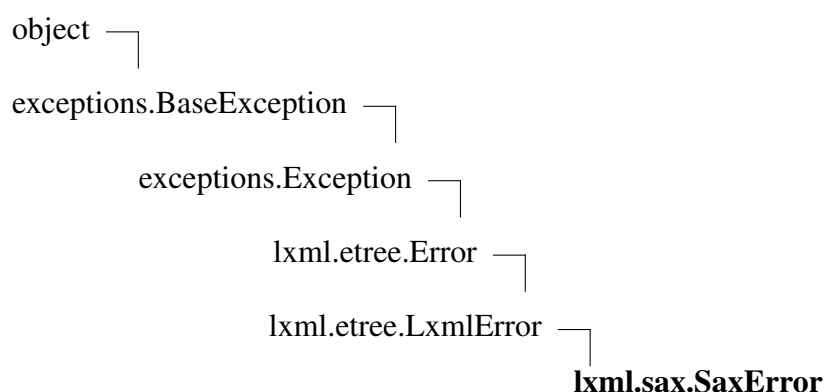 object
exceptions.BaseException
exceptions.Exception
lxml.etree.Error
lxml.etree.LxmlError
lxml.sax.SaxError